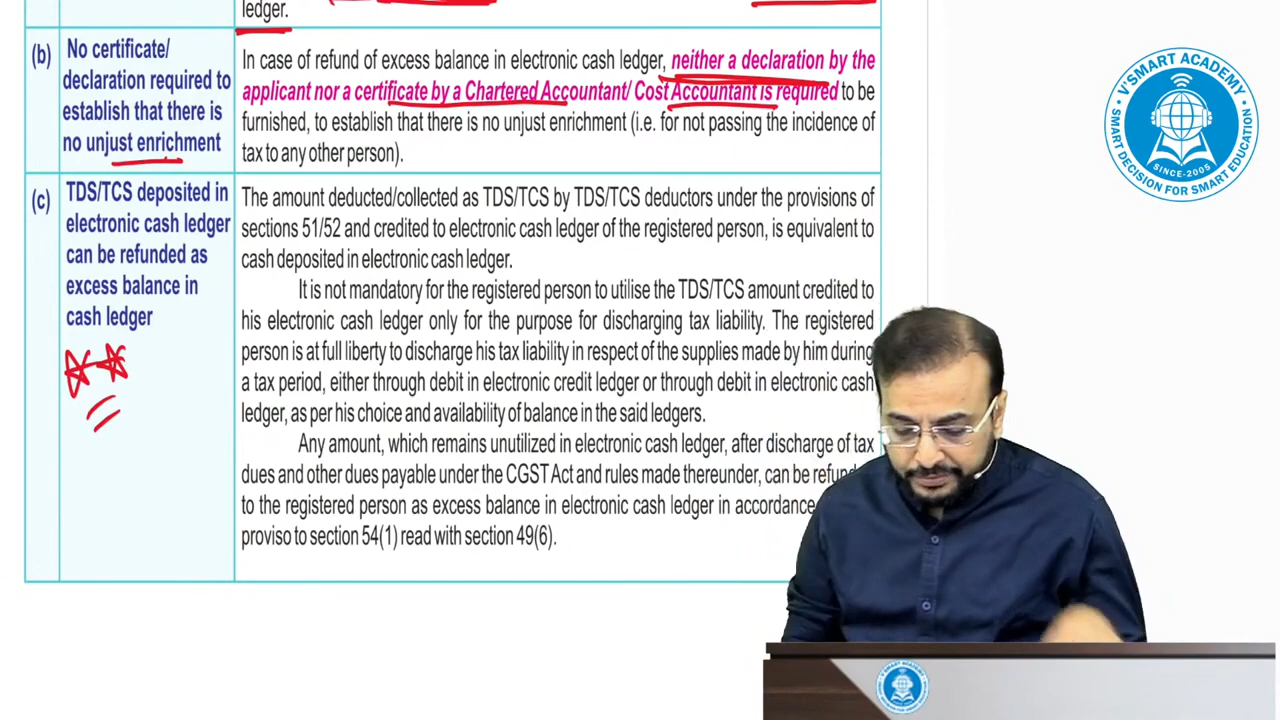 ledger.
(b)
No certificate/
declaration required to
establish that there is
no unjust enrichment
In case of refund of excess balance in electronic cash ledger, neither a declaration by the
applicant nor a certificate by a Chartered Accountant/ Cost Accountant is required to be
furnished, to establish that there is no unjust enrichment (i.e. for not passing the incidence of
tax to any other person).
(c)
TDS/TCS deposited in
electronic cash ledger
can be refunded as
excess balance in
cash ledger
The amount deducted/collected as TDS/TCS by TDS/TCS deductors under the provisions of
sections 51/52 and credited to electronic cash ledger of the registered person, is equivalent to
cash deposited in electronic cash ledger.
It is not mandatory for the registered person to utilise the TDS/TCS amount credited to
his electronic cash ledger only for the purpose for discharging tax liability. The registered
person is at full liberty to discharge his tax liability in respect of the supplies made by him during
a tax period, either through debit in electronic credit ledger or through debit in electronic cash
ledger, as per his choice and availability of balance in the said ledgers.
Any amount, which remains unutilized in electronic cash ledger, after discharge of tax
dues and other dues payable under the CGST Act and rules made thereunder, can be
to the registered person as excess balance in electronic cash ledger in accordance
proviso to section 54(1) read with section 49(6).
V'SMART ACADEMY
SINCE-2005
SMART DECISION FOR SMART EDUCATION